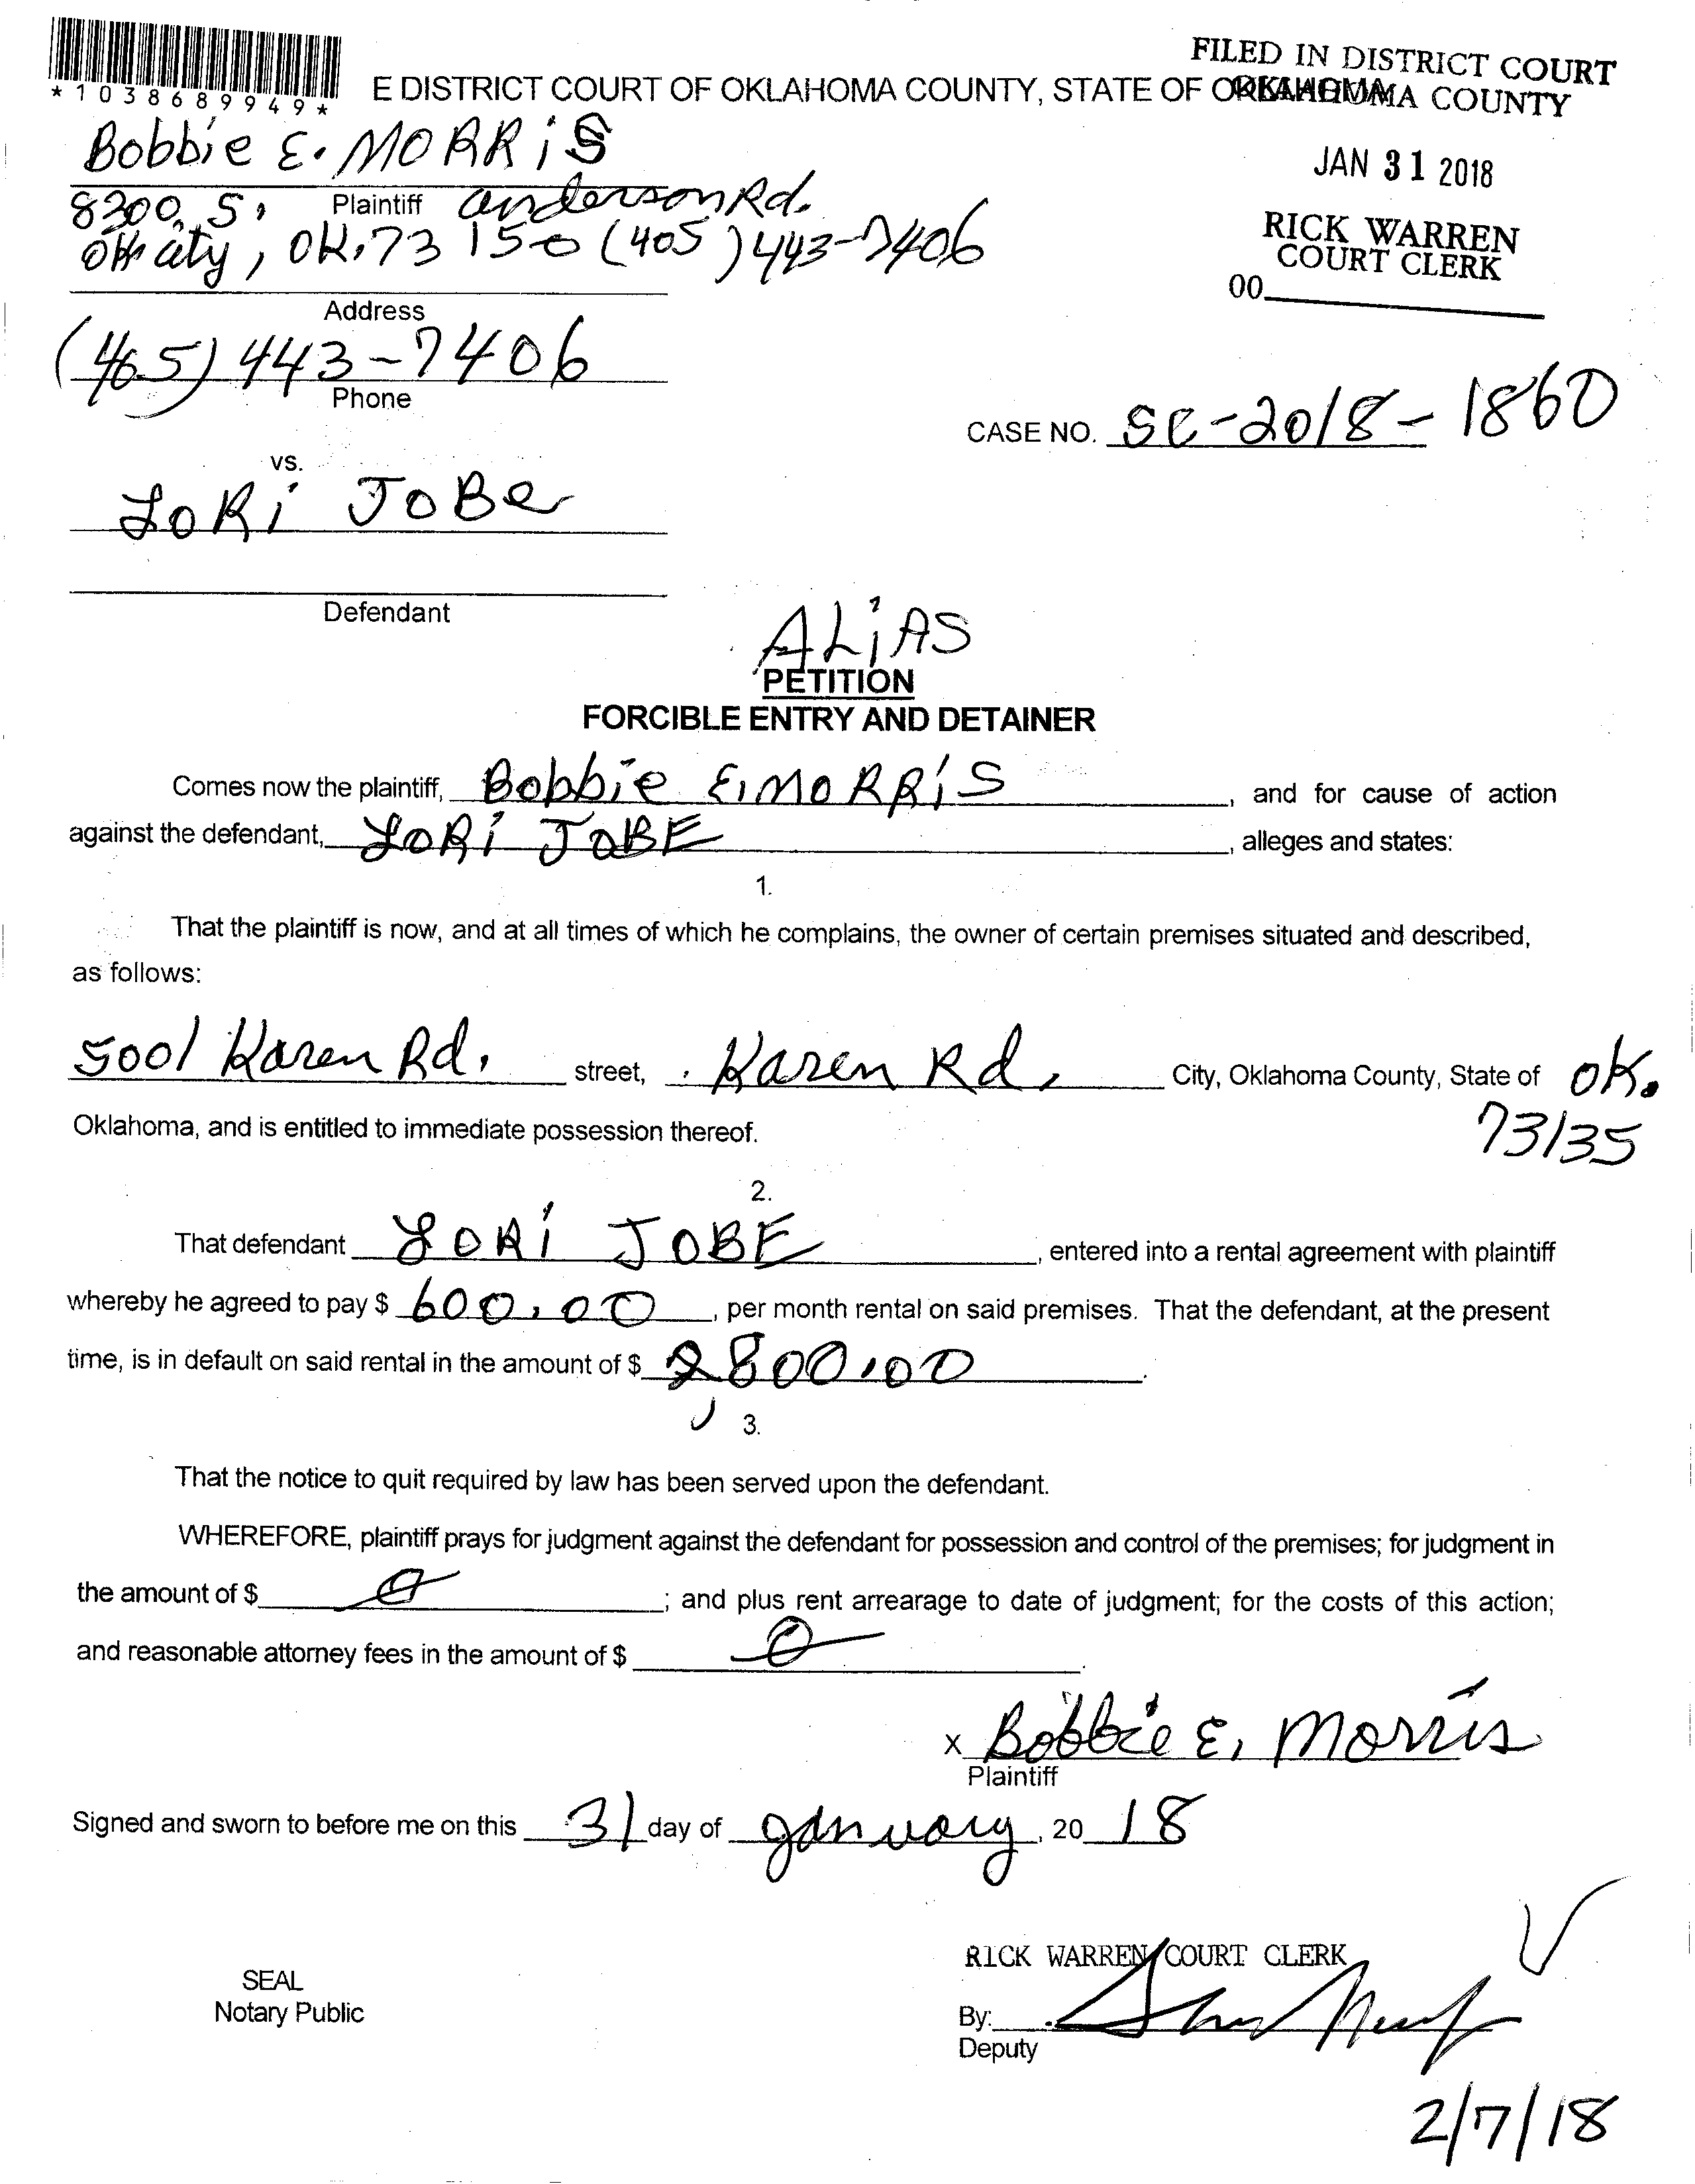 FILED IN DISTRICT COURT
OKLAHOMA COUNTY
*1038689949*
E DISTRICT COURT OF OKLAHOMA COUNTY, STATE OF OKLAHOMA
JAN 31 2018
RICK WARREN
COURT CLERK
00
Bobbie E. MORRiS
Plaintiff
8300 S. anderson Rd.
OK city, OK. 73150 (405) 443-7406
Address
(405) 443-7406
Phone
CASE NO. SC-2018-1860
vs.
LORi JOBe
Defendant
ALiAS
PETITION
FORCIBLE ENTRY AND DETAINER
Comes now the plaintiff, Bobbie E. MORRiS, and for cause of action
against the defendant, LORi JOBE, alleges and states:
1.
That the plaintiff is now, and at all times of which he complains, the owner of certain premises situated and described,
as follows:
5001 Karen Rd. street, Karen Rd, City, Oklahoma County, State of OK.
Oklahoma, and is entitled to immediate possession thereof. 73135
2.
That defendant LORi JOBE, entered into a rental agreement with plaintiff
whereby he agreed to pay $ 600.00, per month rental on said premises. That the defendant, at the present
time, is in default on said rental in the amount of $ 2800.00.
3.
That the notice to quit required by law has been served upon the defendant.
WHEREFORE, plaintiff prays for judgment against the defendant for possession and control of the premises; for judgment in
the amount of $ 0; and plus rent arrearage to date of judgment; for the costs of this action;
and reasonable attorney fees in the amount of $ 0.
X Bobbie E. Morris
Plaintiff
Signed and sworn to before me on this 31 day of January, 20 18
RICK WARREN COURT CLERK
SEAL
Notary Public
By:
Deputy
2/7/18